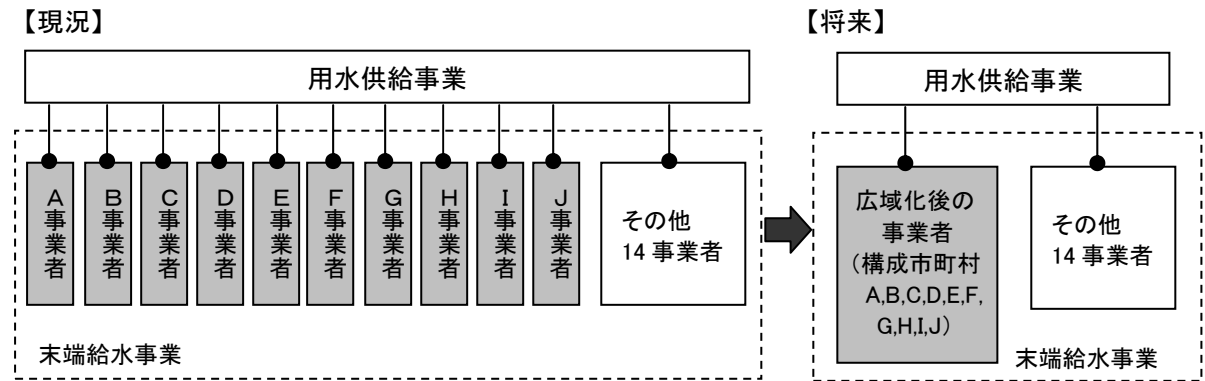 【現況】
用水供給事業
A事業者
B事業者
C事業者
D事業者
E事業者
F事業者
G事業者
H事業者
I事業者
J事業者
その他
14 事業者
末端給水事業
【将来】
用水供給事業
広域化後の
事業者
(構成市町村
A,B,C,D,E,F,
G,H,I,J)
その他
14 事業者
末端給水事業